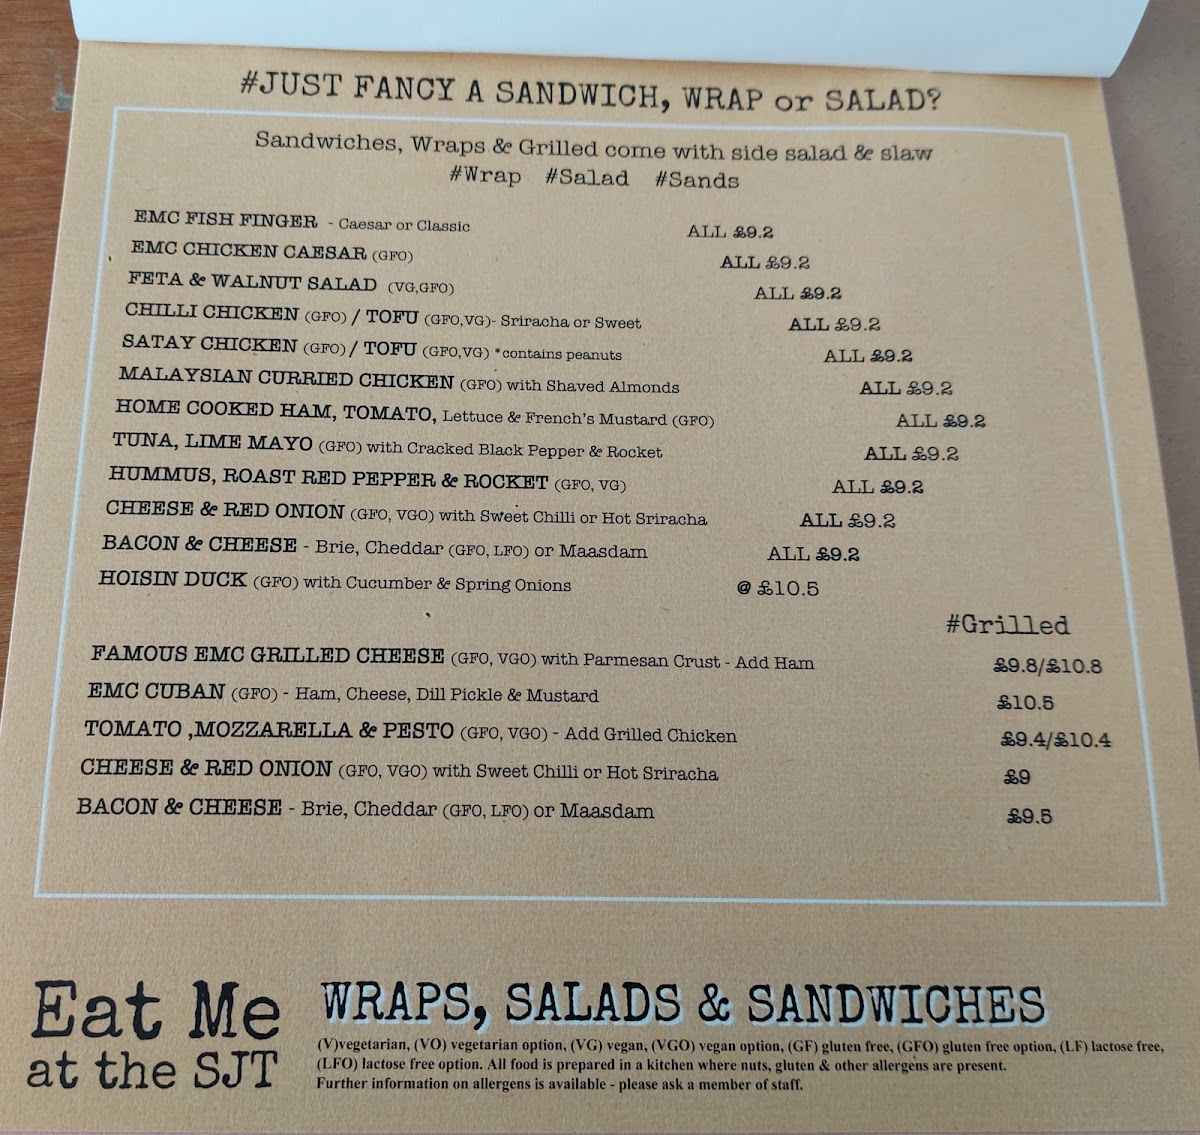 #JUST FANCY A SANDWICH, WRAP or SALAD?
Sandwiches, Wraps & Grilled come with side salad & slaw
#Wrap #Salad #Sands
EMC FISH FINGER - Caesar or Classic ALL £9.2
EMC CHICKEN CAESAR (GFO) ALL £9.2
FETA & WALNUT SALAD (VG,GFO) ALL £9.2
CHILLI CHICKEN (GFO) / TOFU (GFO,VG)- Sriracha or Sweet ALL £9.2
SATAY CHICKEN (GFO) / TOFU (GFO,VG) *contains peanuts ALL £9.2
MALAYSIAN CURRIED CHICKEN (GFO) with Shaved Almonds ALL £9.2
HOME COOKED HAM, TOMATO, Lettuce & French's Mustard (GFO) ALL £9.2
TUNA, LIME MAYO (GFO) with Cracked Black Pepper & Rocket ALL £9.2
HUMMUS, ROAST RED PEPPER & ROCKET (GFO, VG) ALL £9.2
CHEESE & RED ONION (GFO, VGO) with Sweet Chilli or Hot Sriracha ALL £9.2
BACON & CHEESE - Brie, Cheddar (GFO, LFO) or Maasdam ALL £9.2
HOISIN DUCK (GFO) with Cucumber & Spring Onions @ £10.5
#Grilled
FAMOUS EMC GRILLED CHEESE (GFO, VGO) with Parmesan Crust - Add Ham £9.8/£10.8
EMC CUBAN (GFO) - Ham, Cheese, Dill Pickle & Mustard £10.5
TOMATO ,MOZZARELLA & PESTO (GFO, VGO) - Add Grilled Chicken £9.4/£10.4
CHEESE & RED ONION (GFO, VGO) with Sweet Chilli or Hot Sriracha £9
BACON & CHEESE - Brie, Cheddar (GFO, LFO) or Maasdam £9.5
Eat Me
at the SJT
WRAPS, SALADS & SANDWICHES
(V)vegetarian, (VO) vegetarian option, (VG) vegan, (VGO) vegan option, (GF) gluten free, (GFO) gluten free option, (LF) lactose free,
(LFO) lactose free option. All food is prepared in a kitchen where nuts, gluten & other allergens are present.
Further information on allergens is available - please ask a member of staff.